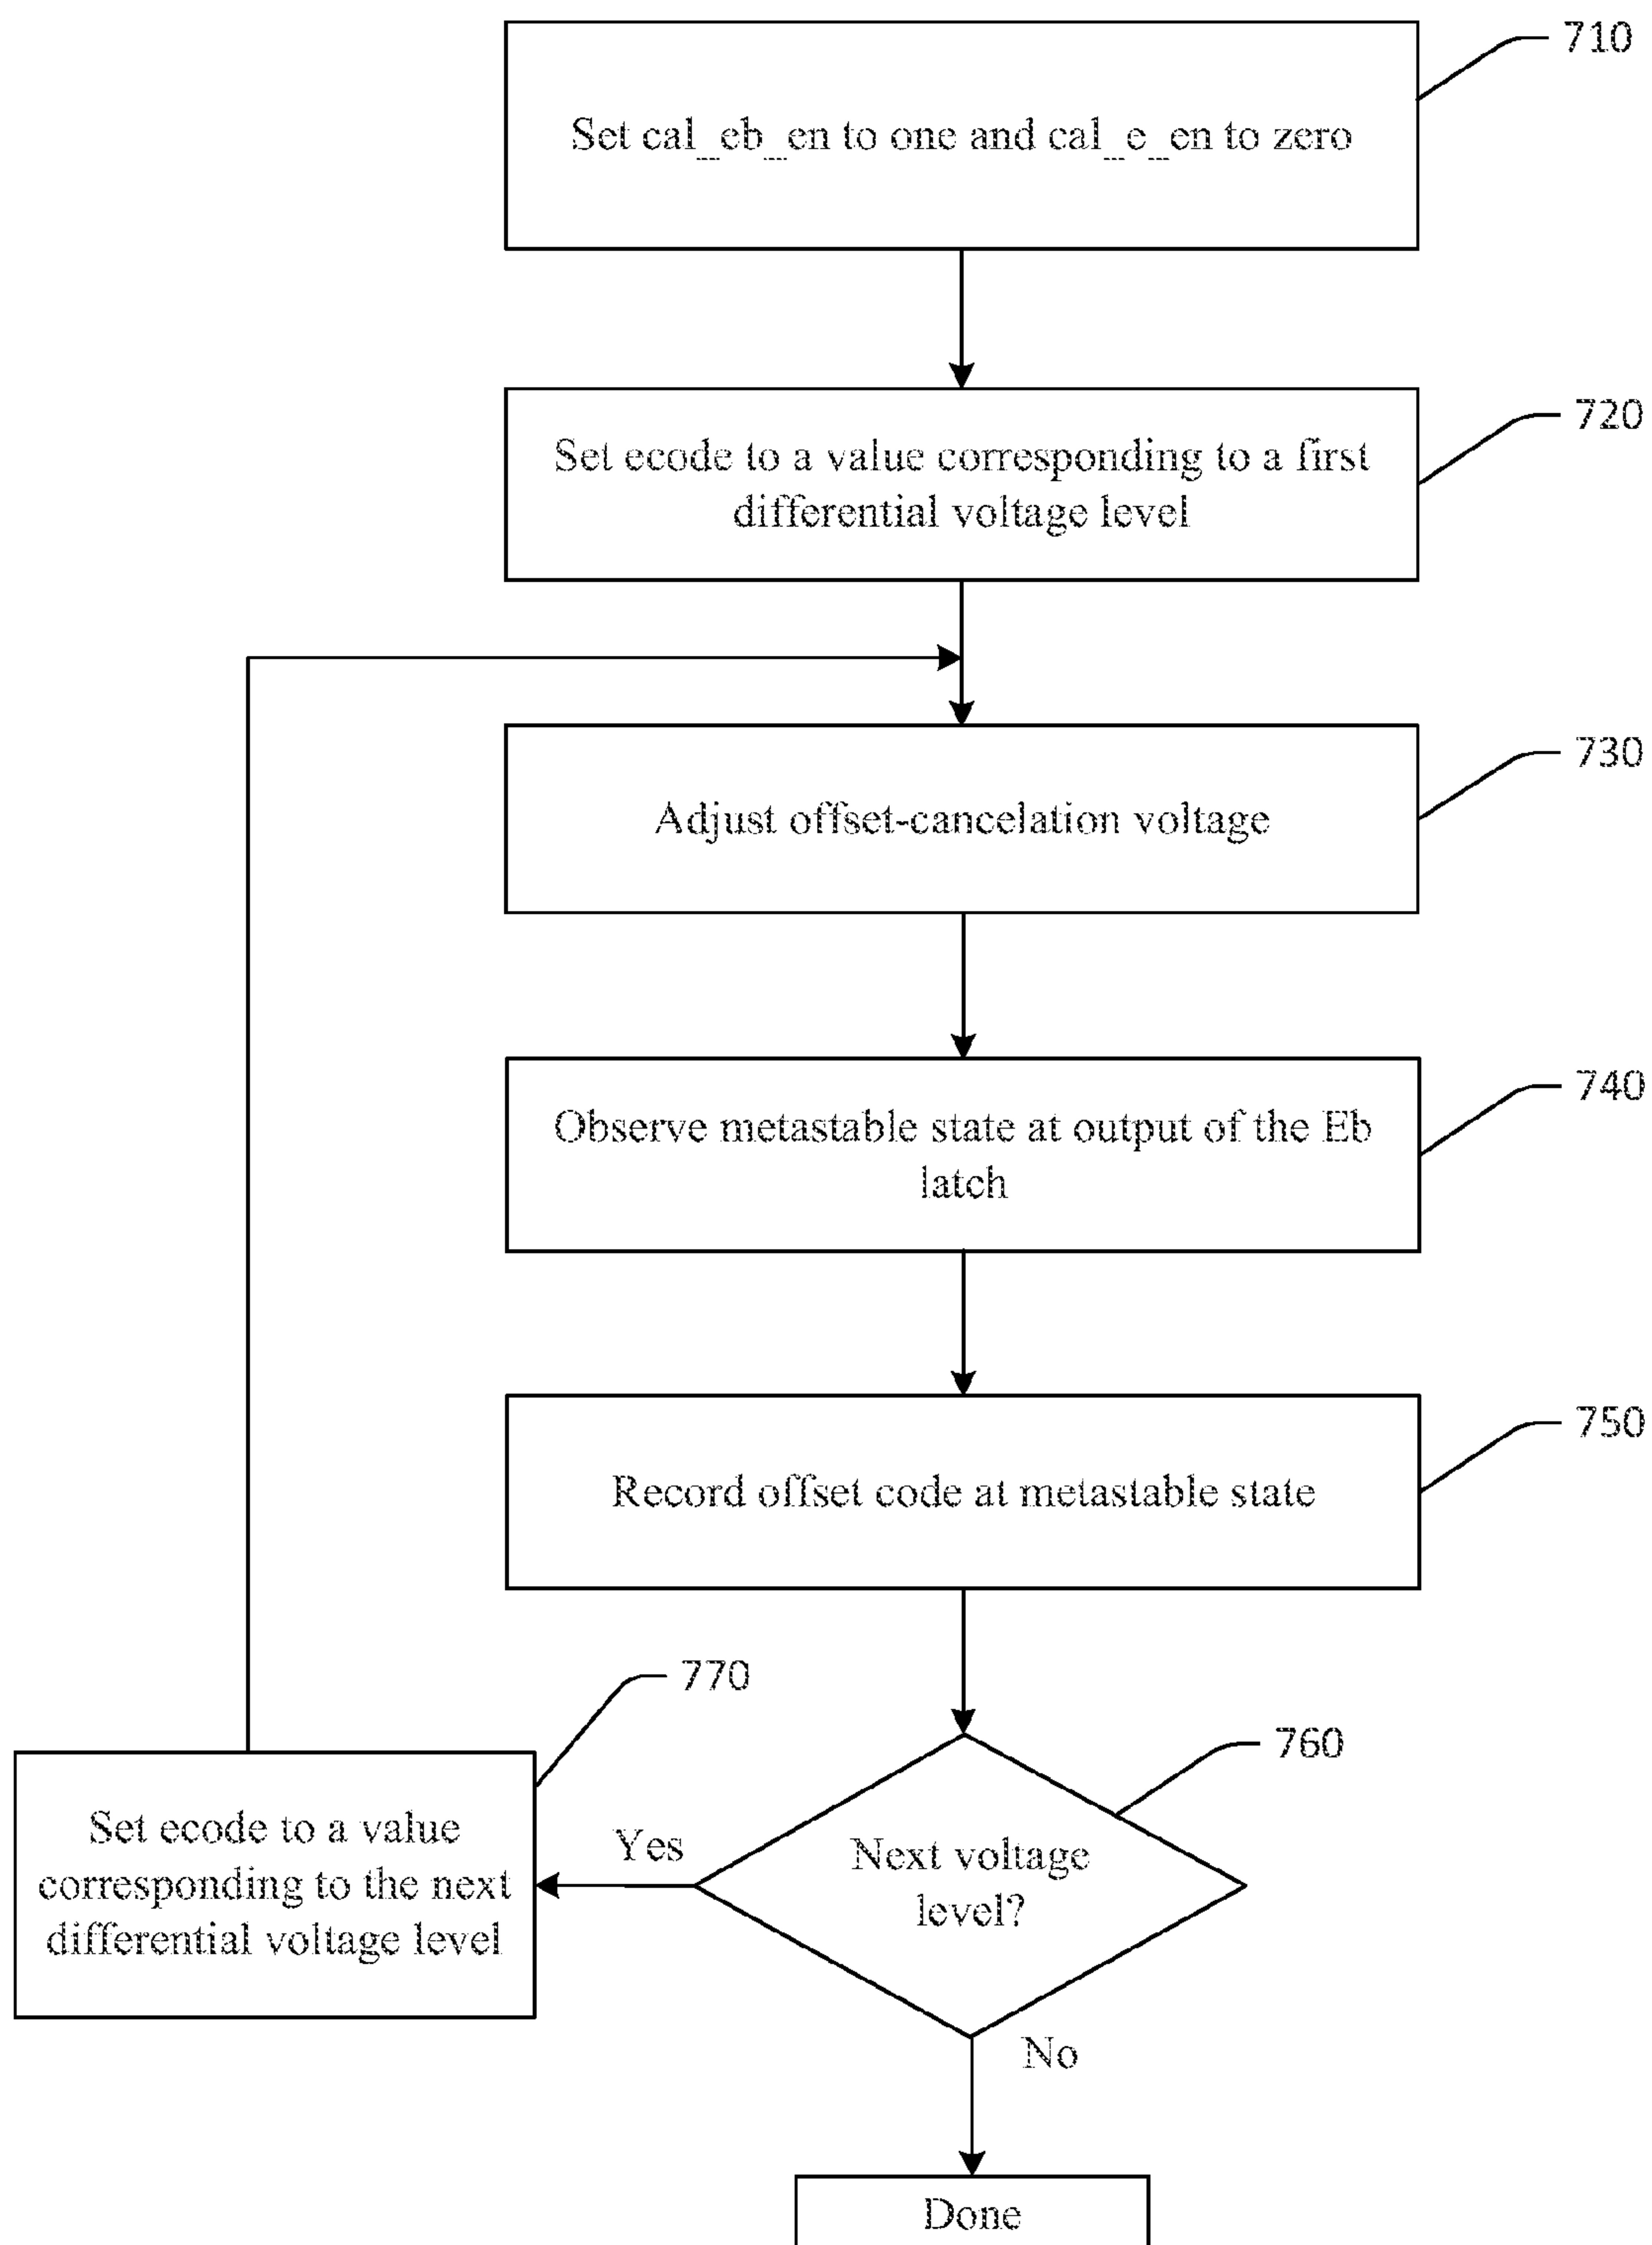 710
Set cal_eb_en to one and cal_e_en to zero
720
Set ecode to a value corresponding to a first
differential voltage level
730
Adjust offset-cancelation voltage
740
Observe metastable state at output of the Eb
latch
750
Record offset code at metastable state
770
760
Set ecode to a value
corresponding to the next
differential voltage level
Yes
Next voltage
level?
No
Done